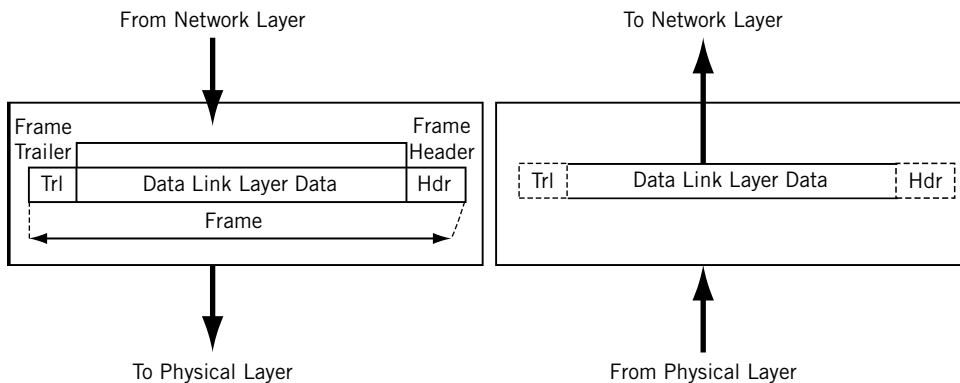 From Network Layer
To Network Layer
Frame
Trailer
Frame
Header
Trl
Data Link Layer Data
Hdr
Frame
Trl
Data Link Layer Data
Hdr
To Physical Layer
From Physical Layer